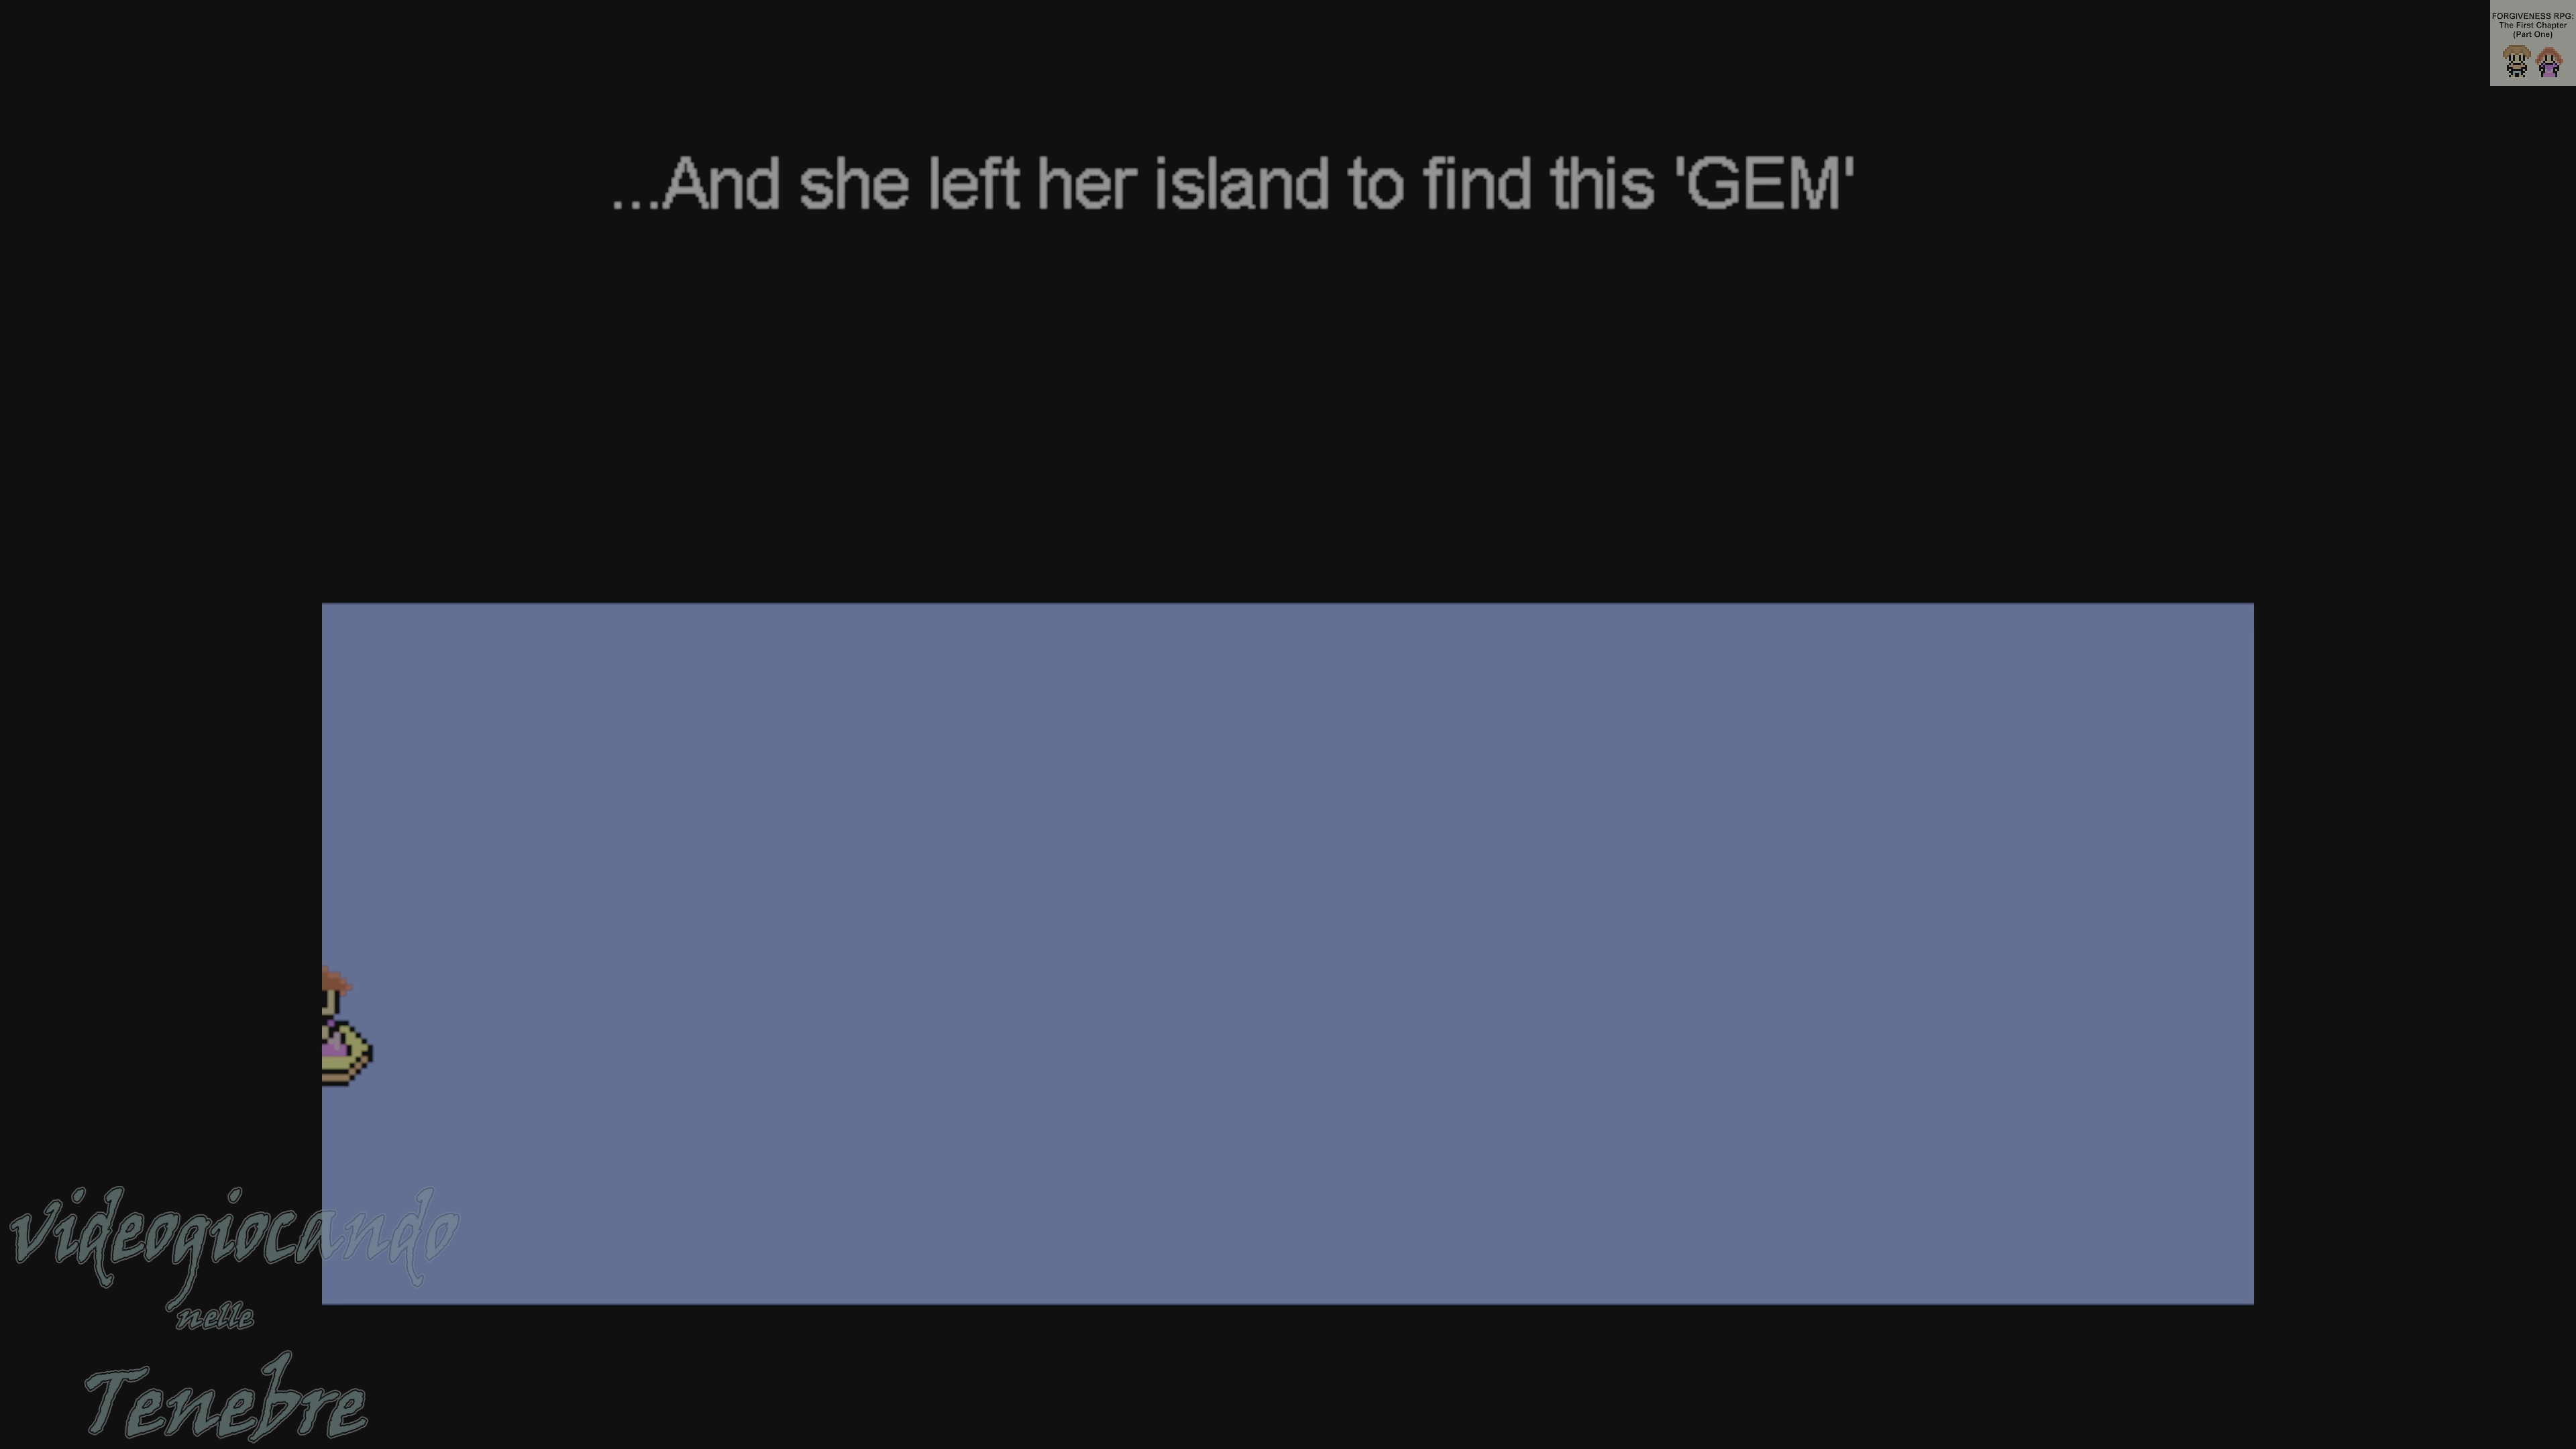 FORGIVENESS RPG:
The First Chapter
(Part One)
...And she left her island to find this 'GEM'
videogiocando
nelle
Tenebre